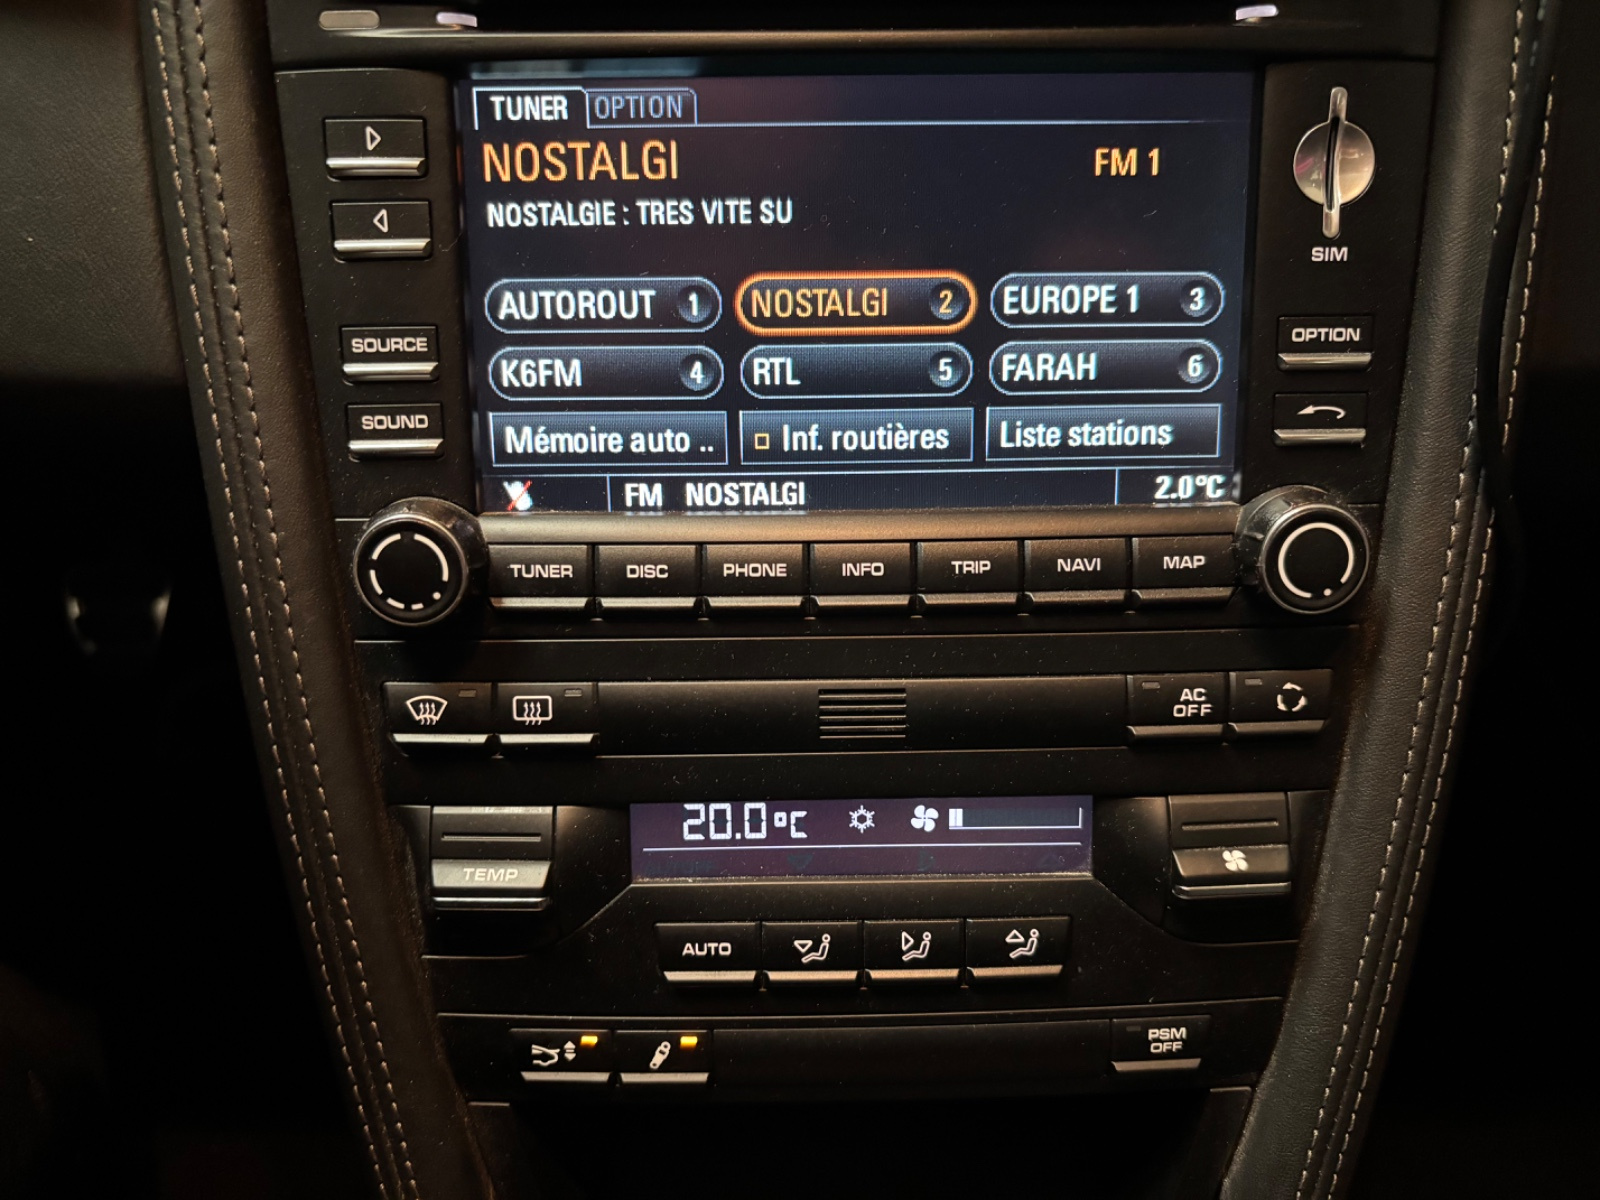 TUNER OPTION
NOSTALGI FM 1
NOSTALGIE : TRES VITE SU
SIM
AUTOROUT 1 NOSTALGI 2 EUROPE 1 3
SOURCE
OPTION
K6FM 4 RTL 5 FARAH 6
SOUND
Mémoire auto .. Inf. routières Liste stations
FM NOSTALGI 2.0°C
TUNER DISC PHONE INFO TRIP NAVI MAP
AC
OFF
20.0°C
TEMP
AUTO
PSM
OFF